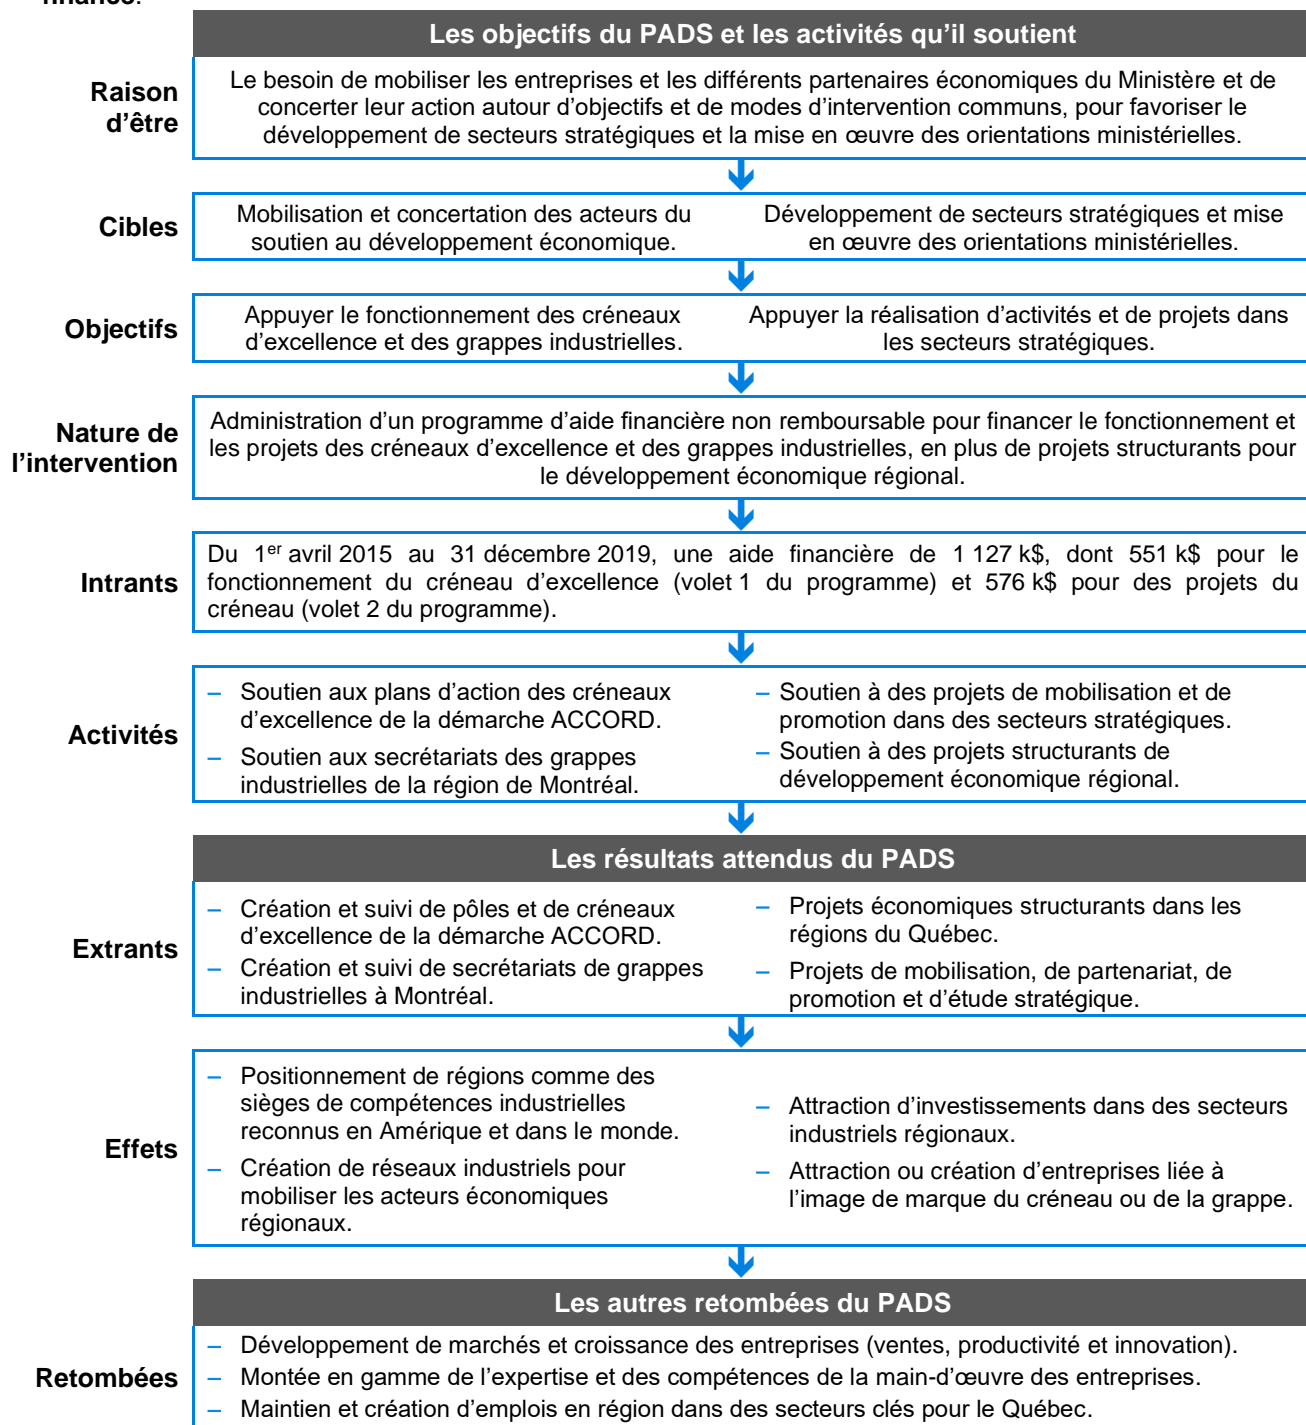 finance.
Les objectifs du PADS et les activités qu’il soutient
Raison
d’être
Le besoin de mobiliser les entreprises et les différents partenaires économiques du Ministère et de
concerter leur action autour d’objectifs et de modes d’intervention communs, pour favoriser le
développement de secteurs stratégiques et la mise en œuvre des orientations ministérielles.
Cibles
Mobilisation et concertation des acteurs du
soutien au développement économique.
Développement de secteurs stratégiques et mise
en œuvre des orientations ministérielles.
Objectifs
Appuyer le fonctionnement des créneaux
d’excellence et des grappes industrielles.
Appuyer la réalisation d’activités et de projets dans
les secteurs stratégiques.
Nature de
l’intervention
Administration d’un programme d’aide financière non remboursable pour financer le fonctionnement et
les projets des créneaux d’excellence et des grappes industrielles, en plus de projets structurants pour
le développement économique régional.
Intrants
Du 1er avril 2015 au 31 décembre 2019, une aide financière de 1 127 k$, dont 551 k$ pour le
fonctionnement du créneau d’excellence (volet 1 du programme) et 576 k$ pour des projets du
créneau (volet 2 du programme).
Activités
– Soutien aux plans d’action des créneaux
d’excellence de la démarche ACCORD.
– Soutien aux secrétariats des grappes
industrielles de la région de Montréal.
– Soutien à des projets de mobilisation et de
promotion dans des secteurs stratégiques.
– Soutien à des projets structurants de
développement économique régional.
Les résultats attendus du PADS
Extrants
– Création et suivi de pôles et de créneaux
d’excellence de la démarche ACCORD.
– Création et suivi de secrétariats de grappes
industrielles à Montréal.
– Projets économiques structurants dans les
régions du Québec.
– Projets de mobilisation, de partenariat, de
promotion et d’étude stratégique.
Effets
– Positionnement de régions comme des
sièges de compétences industrielles
reconnus en Amérique et dans le monde.
– Création de réseaux industriels pour
mobiliser les acteurs économiques
régionaux.
– Attraction d’investissements dans des secteurs
industriels régionaux.
– Attraction ou création d’entreprises liée à
l’image de marque du créneau ou de la grappe.
Les autres retombées du PADS
Retombées
– Développement de marchés et croissance des entreprises (ventes, productivité et innovation).
– Montée en gamme de l’expertise et des compétences de la main-d’œuvre des entreprises.
– Maintien et création d’emplois en région dans des secteurs clés pour le Québec.